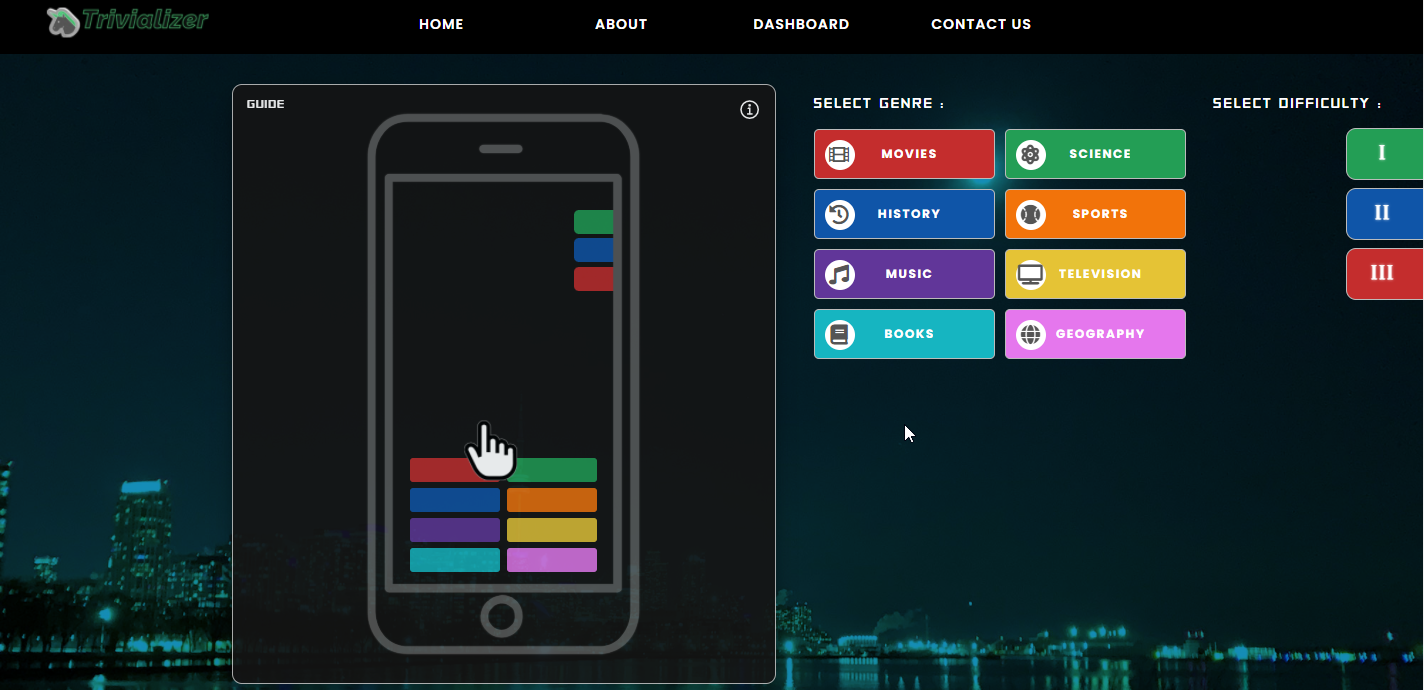 Trivializer
HOME ABOUT DASHBOARD CONTACT US
GUIDE
SELECT GENRE :
MOVIES SCIENCE
HISTORY SPORTS
MUSIC TELEVISION
BOOKS GEOGRAPHY
SELECT DIFFICULTY :
I
II
III